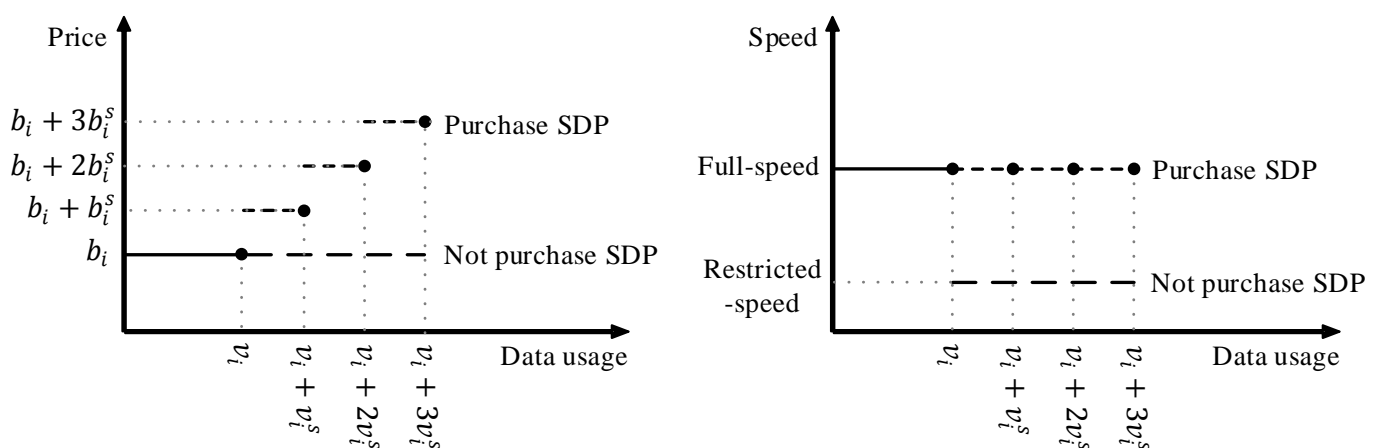 Price
b_i + 3b_i^s
Purchase SDP
b_i + 2b_i^s
b_i + b_i^s
b_i
Not purchase SDP
v_i
v_i + v_i^s
v_i + 2v_i^s
v_i + 3v_i^s
Data usage
Speed
Full-speed
Purchase SDP
Restricted
-speed
Not purchase SDP
v_i
v_i + v_i^s
v_i + 2v_i^s
v_i + 3v_i^s
Data usage